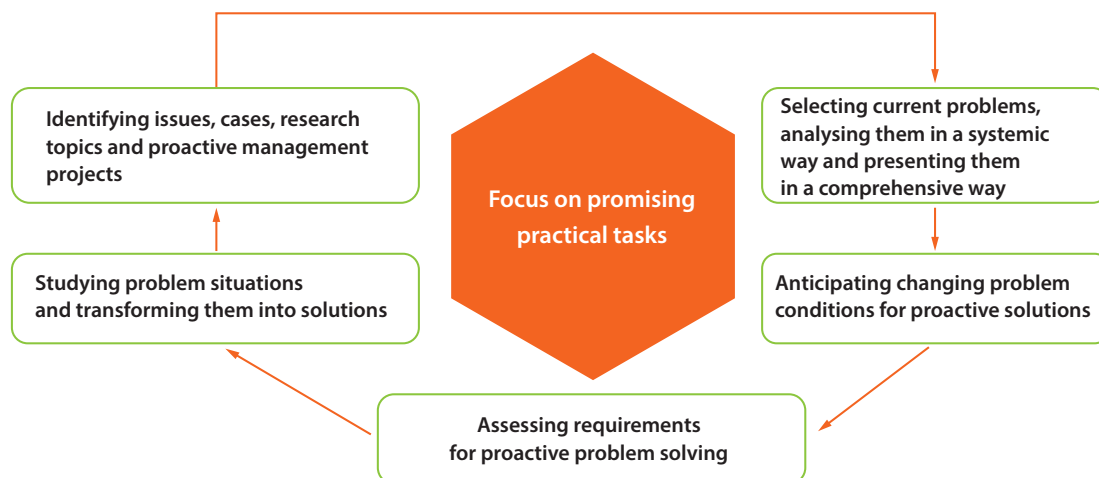 Identifying issues, cases, research
topics and proactive management
projects
Selecting current problems,
analysing them in a systemic
way and presenting them
in a comprehensive way
Focus on promising
practical tasks
Studying problem situations
and transforming them into solutions
Anticipating changing problem
conditions for proactive solutions
Assessing requirements
for proactive problem solving